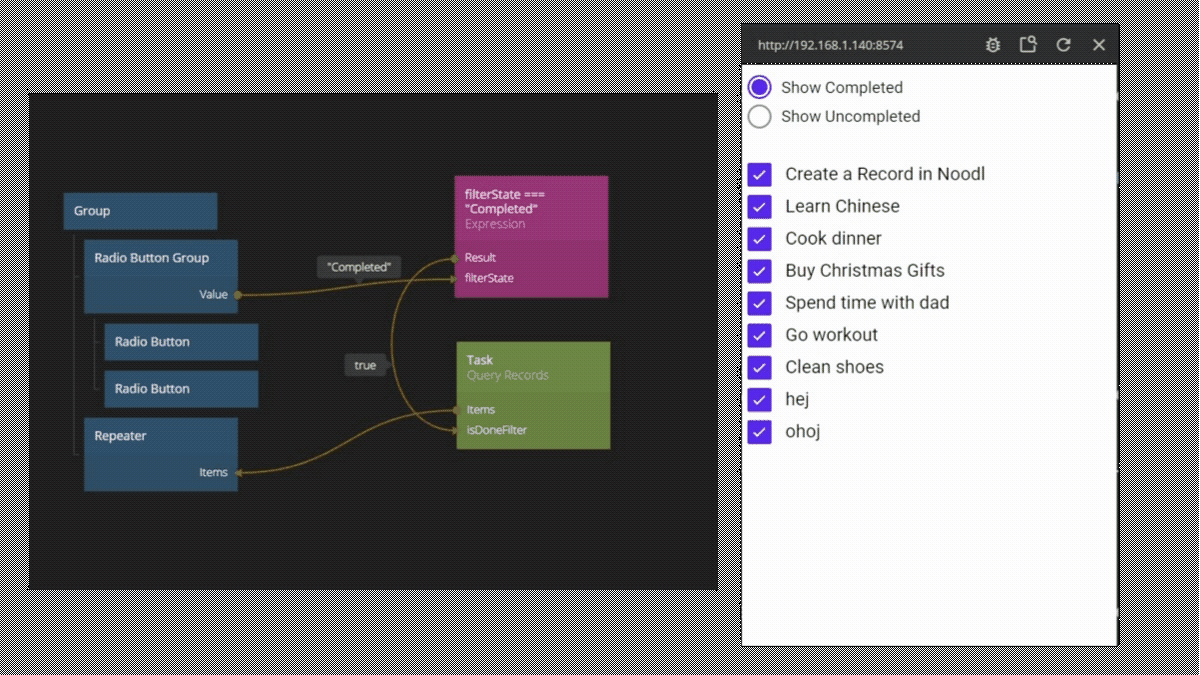 Group
Radio Button Group
Value
Radio Button
Radio Button
Repeater
Items
"Completed"
true
filterState ===
"Completed"
Expression
Result
filterState
Task
Query Records
Items
isDoneFilter
http://192.168.1.140:8574
Show Completed
Show Uncompleted
Create a Record in Noodl
Learn Chinese
Cook dinner
Buy Christmas Gifts
Spend time with dad
Go workout
Clean shoes
hej
ohoj